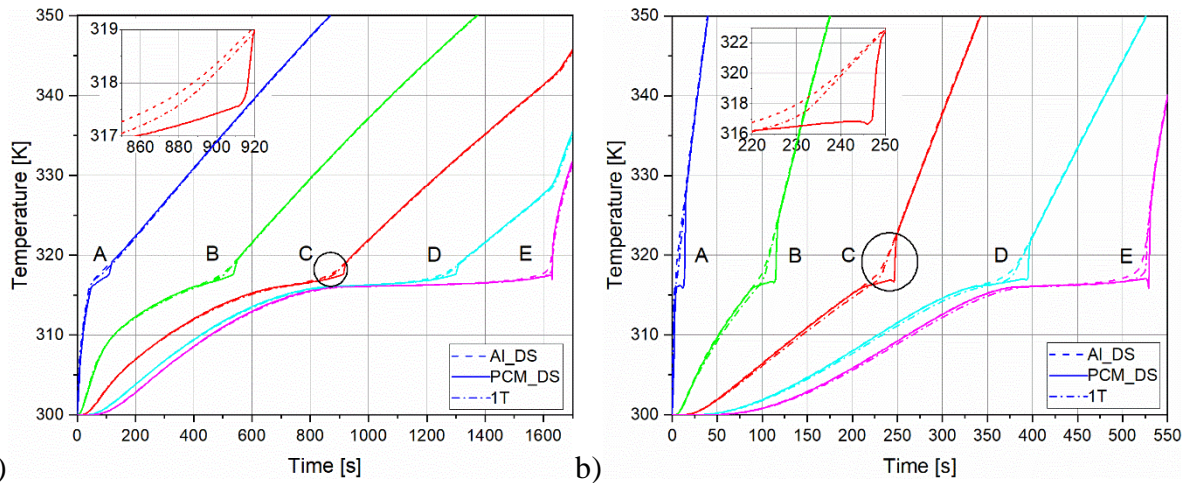 350
340
330
320
310
300
Temperature [K]
319
318
317
860 880 900 920
A B C D E
Al_DS
PCM_DS
1T
0 200 400 600 800 1000 1200 1400 1600
Time [s]
)
350
340
330
320
310
300
Temperature [K]
322
320
318
316
220 230 240 250
A B C D E
Al_DS
PCM_DS
1T
0 50 100 150 200 250 300 350 400 450 500 550
Time [s]
b)